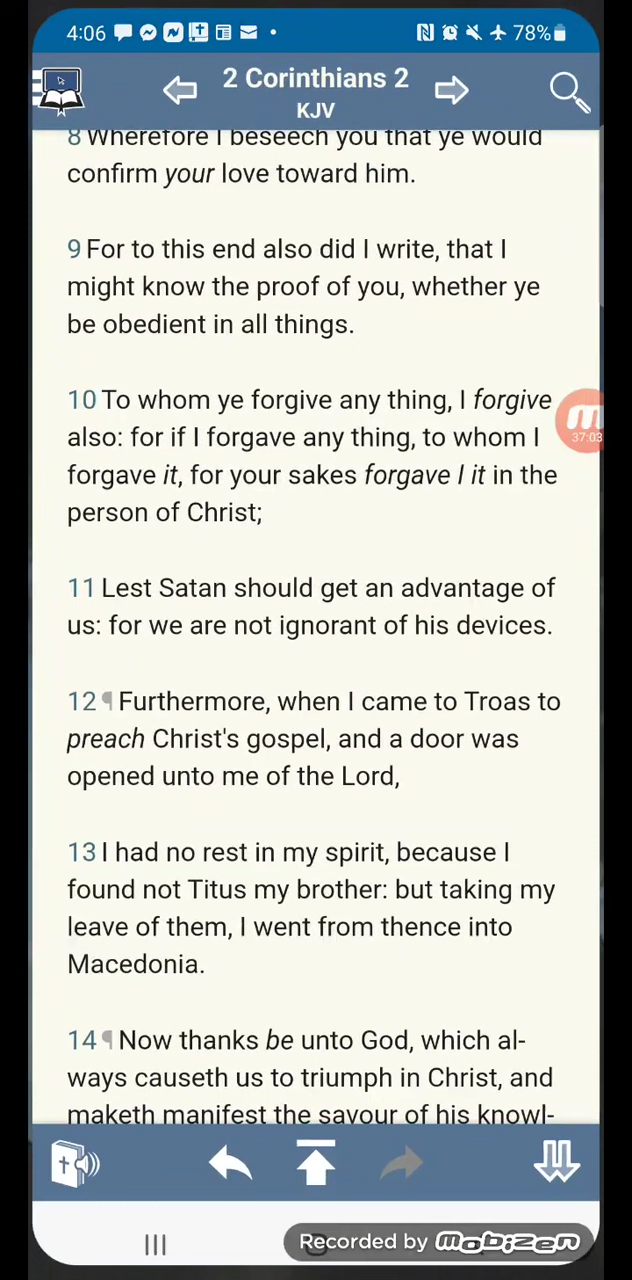 4:06
78%
2 Corinthians 2
KJV
8 Wherefore I beseech you that ye would
confirm your love toward him.
9 For to this end also did I write, that I
might know the proof of you, whether ye
be obedient in all things.
10 To whom ye forgive any thing, I forgive
also: for if I forgave any thing, to whom I
forgave it, for your sakes forgave I it in the
person of Christ;
37:03
11 Lest Satan should get an advantage of
us: for we are not ignorant of his devices.
12 ¶ Furthermore, when I came to Troas to
preach Christ's gospel, and a door was
opened unto me of the Lord,
13 I had no rest in my spirit, because I
found not Titus my brother: but taking my
leave of them, I went from thence into
Macedonia.
14 ¶ Now thanks be unto God, which al-
ways causeth us to triumph in Christ, and
maketh manifest the savour of his knowl-
Recorded by mobizen